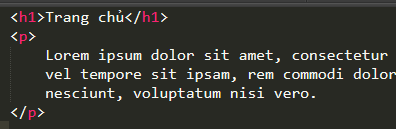 <h1>Trang chủ</h1>
<p>
Lorem ipsum dolor sit amet, consectetur
vel tempore sit ipsam, rem commodi dolor
nesciunt, voluptatum nisi vero.
</p>